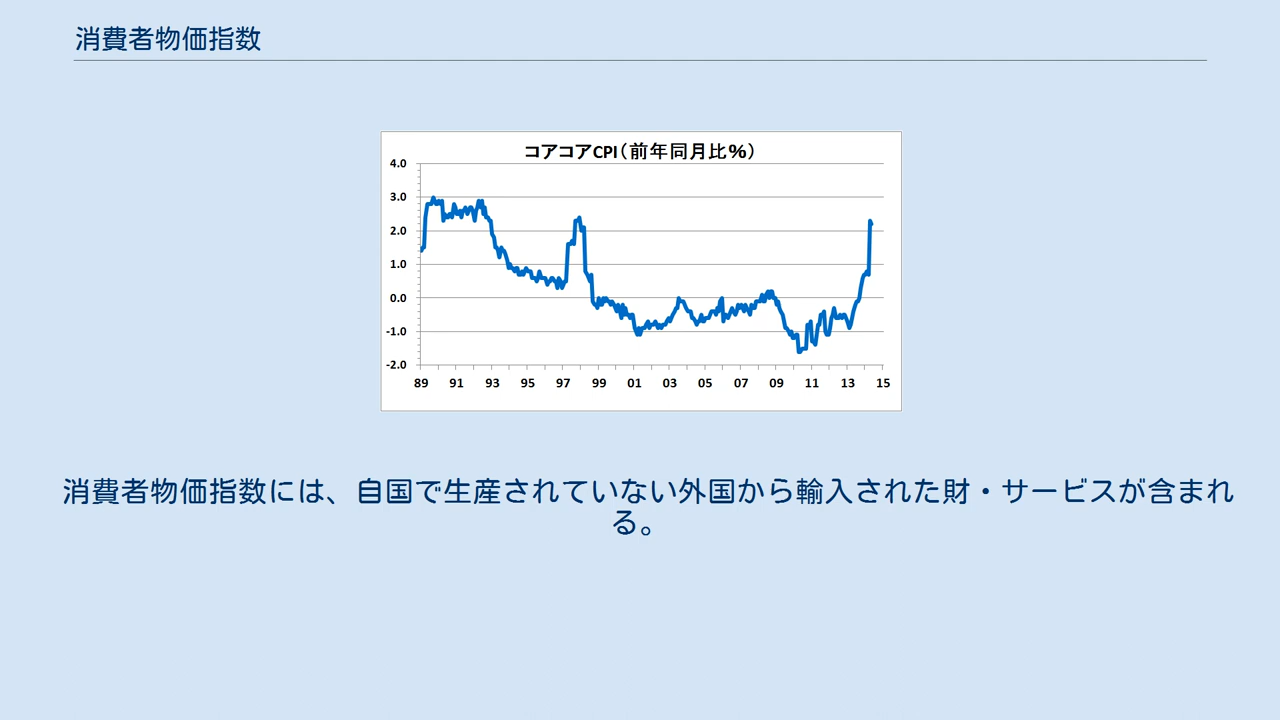 消費者物価指数
コアコアCPI（前年同月比％）
4.0
3.0
2.0
1.0
0.0
-1.0
-2.0
89 91 93 95 97 99 01 03 05 07 09 11 13 15
消費者物価指数には、自国で生産されていない外国から輸入された財・サービスが含まれ
る。